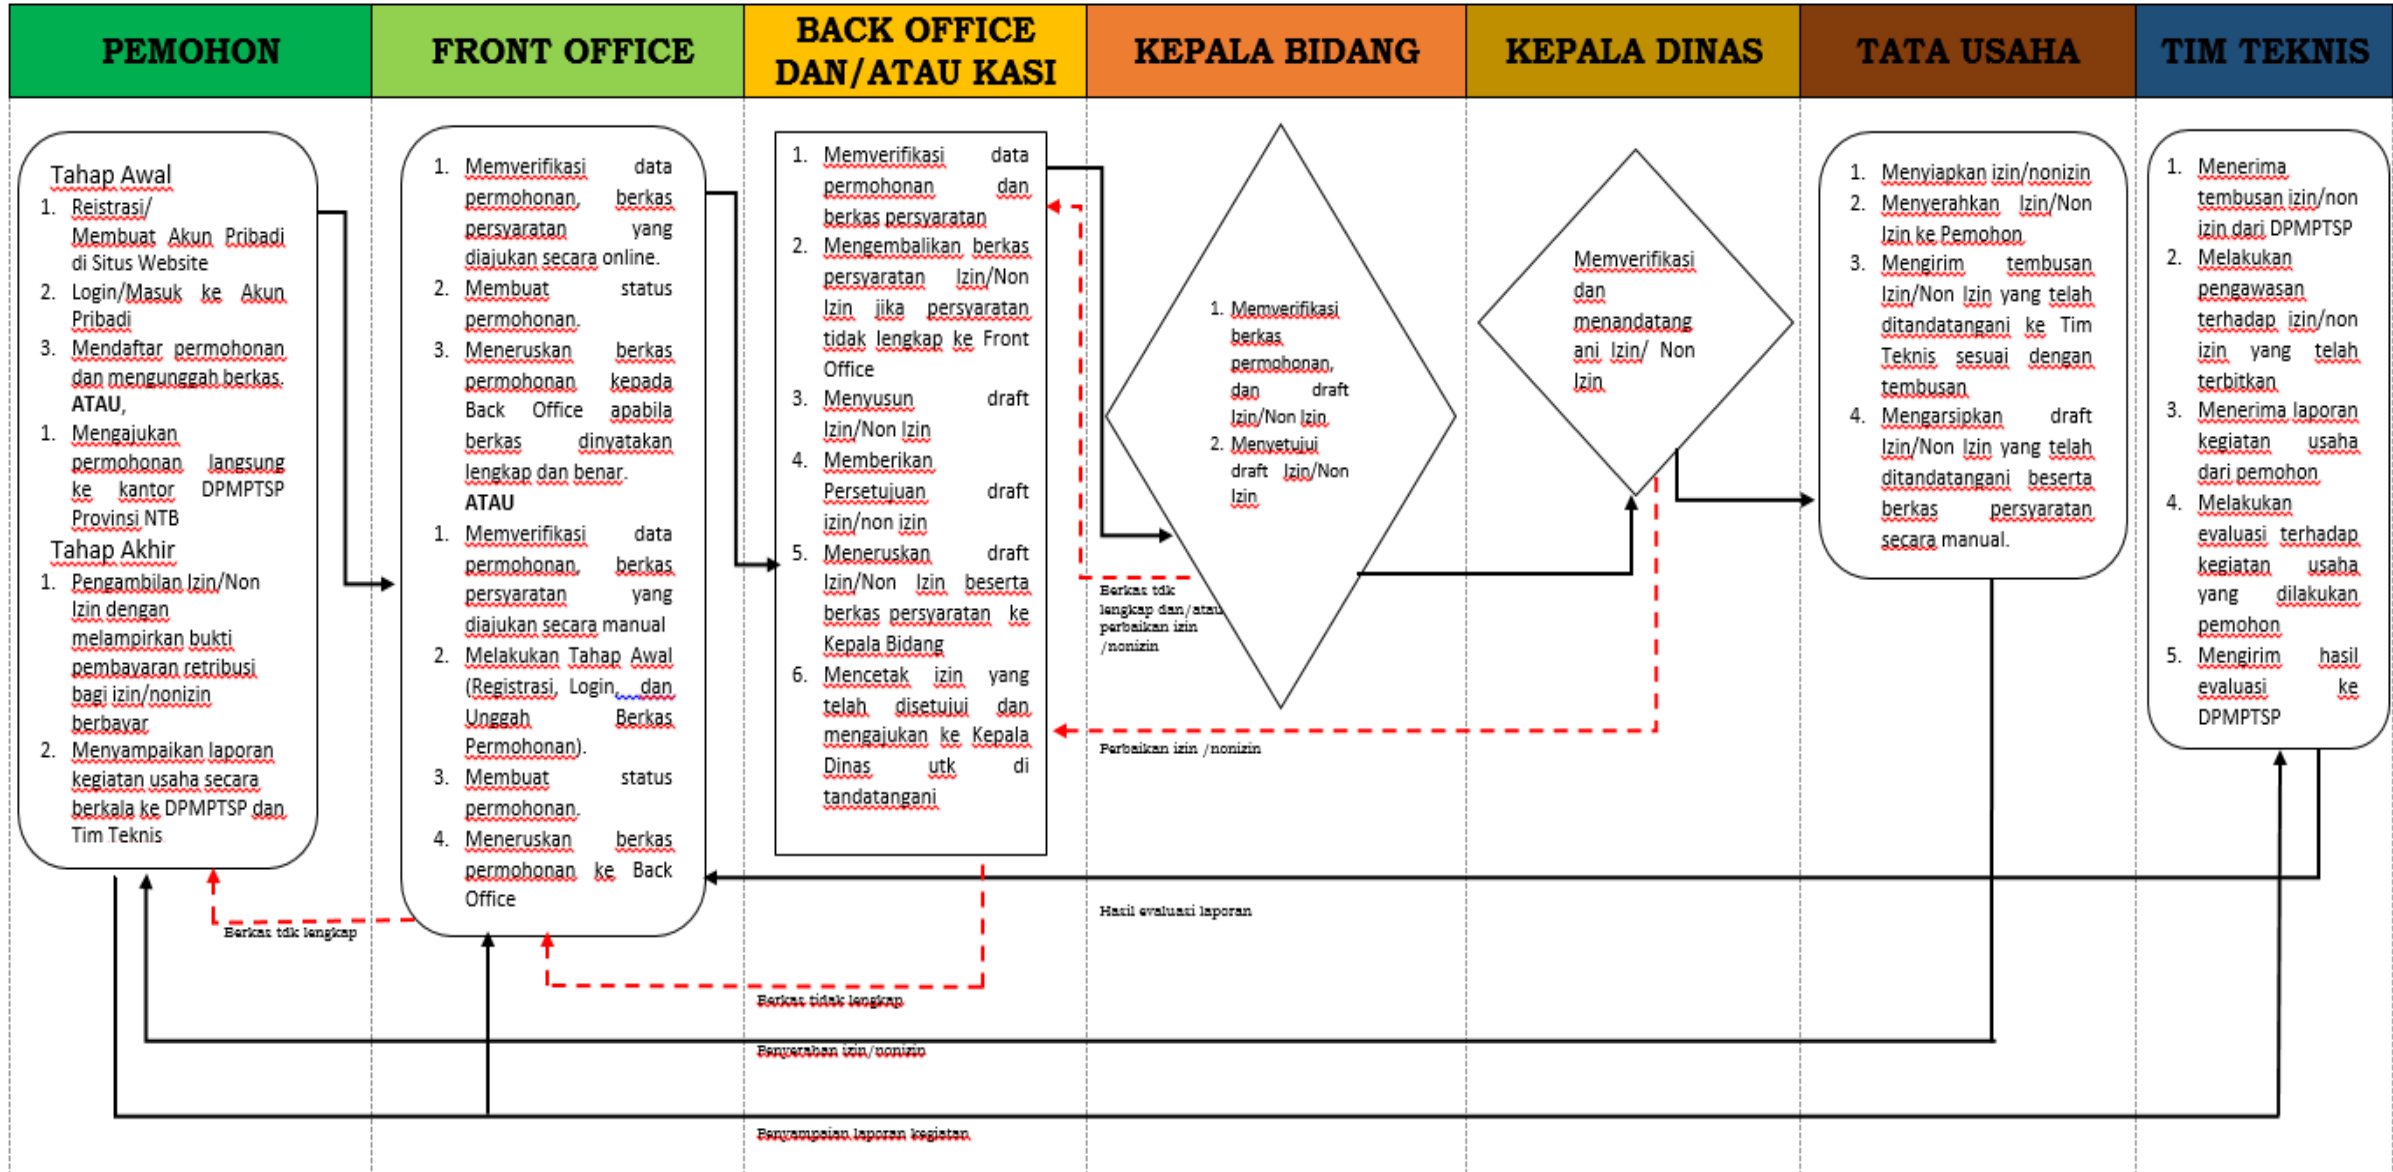 PEMOHON
FRONT OFFICE
BACK OFFICE
DAN/ATAU KASI
KEPALA BIDANG
KEPALA DINAS
TATA USAHA
TIM TEKNIS
Tahap Awal
1. Reistrasi/
Membuat Akun Pribadi
di Situs Website
2. Login/Masuk ke Akun
Pribadi
3. Mendaftar permohonan
dan mengunggah berkas.
ATAU,
1. Mengajukan
permohonan langsung
ke kantor DPMPTSP
Provinsi NTB
Tahap Akhir
1. Pengambilan Izin/Non
Izin dengan
melampirkan bukti
pembayaran retribusi
bagi izin/nonizin
berbayar
2. Menyampaikan laporan
kegiatan usaha secara
berkala ke DPMPTSP dan
Tim Teknis
1. Memverifikasi data
permohonan, berkas
persyaratan yang
diajukan secara online.
2. Membuat status
permohonan.
3. Meneruskan berkas
permohonan kepada
Back Office apabila
berkas dinyatakan
lengkap dan benar.
ATAU
1. Memverifikasi data
permohonan, berkas
persyaratan yang
diajukan secara manual
2. Melakukan Tahap Awal
(Registrasi, Login, dan
Unggah Berkas
Permohonan).
3. Membuat status
permohonan.
4. Meneruskan berkas
permohonan ke Back
Office
1. Memverifikasi data
permohonan dan
berkas persyaratan
2. Mengembalikan berkas
persyaratan Izin/Non
Izin jika persyaratan
tidak lengkap ke Front
Office
3. Menyusun draft
Izin/Non Izin
4. Memberikan
Persetujuan draft
izin/non izin
5. Meneruskan draft
Izin/Non Izin beserta
berkas persyaratan ke
Kepala Bidang
6. Mencetak izin yang
telah disetujui dan
mengajukan ke Kepala
Dinas utk di
tandatangani
1. Memverifikasi
berkas
permohonan,
dan draft
Izin/Non Izin
2. Menyetujui
draft Izin/Non
Izin
Memverifikasi
dan
menandatang
ani Izin/ Non
Izin
1. Menyiapkan izin/nonizin
2. Menyerahkan Izin/Non
Izin ke Pemohon
3. Mengirim tembusan
Izin/Non Izin yang telah
ditandatangani ke Tim
Teknis sesuai dengan
tembusan
4. Mengarsipkan draft
Izin/Non Izin yang telah
ditandatangani beserta
berkas persyaratan
secara manual.
1. Menerima
tembusan izin/non
izin dari DPMPTSP
2. Melakukan
pengawasan
terhadap izin/non
izin yang telah
terbitkan
3. Menerima laporan
kegiatan usaha
dari pemohon
4. Melakukan
evaluasi terhadap
kegiatan usaha
yang dilakukan
pemohon
5. Mengirim hasil
evaluasi ke
DPMPTSP
Berkas tdk
lengkap dan/atau
perbaikan izin
/nonizin
Perbaikan izin /nonizin
Hasil evaluasi laporan
Berkas tdk lengkap
Berkas tidak lengkap
Penyerahan izin/nonizin
Penyampaian laporan kegiatan